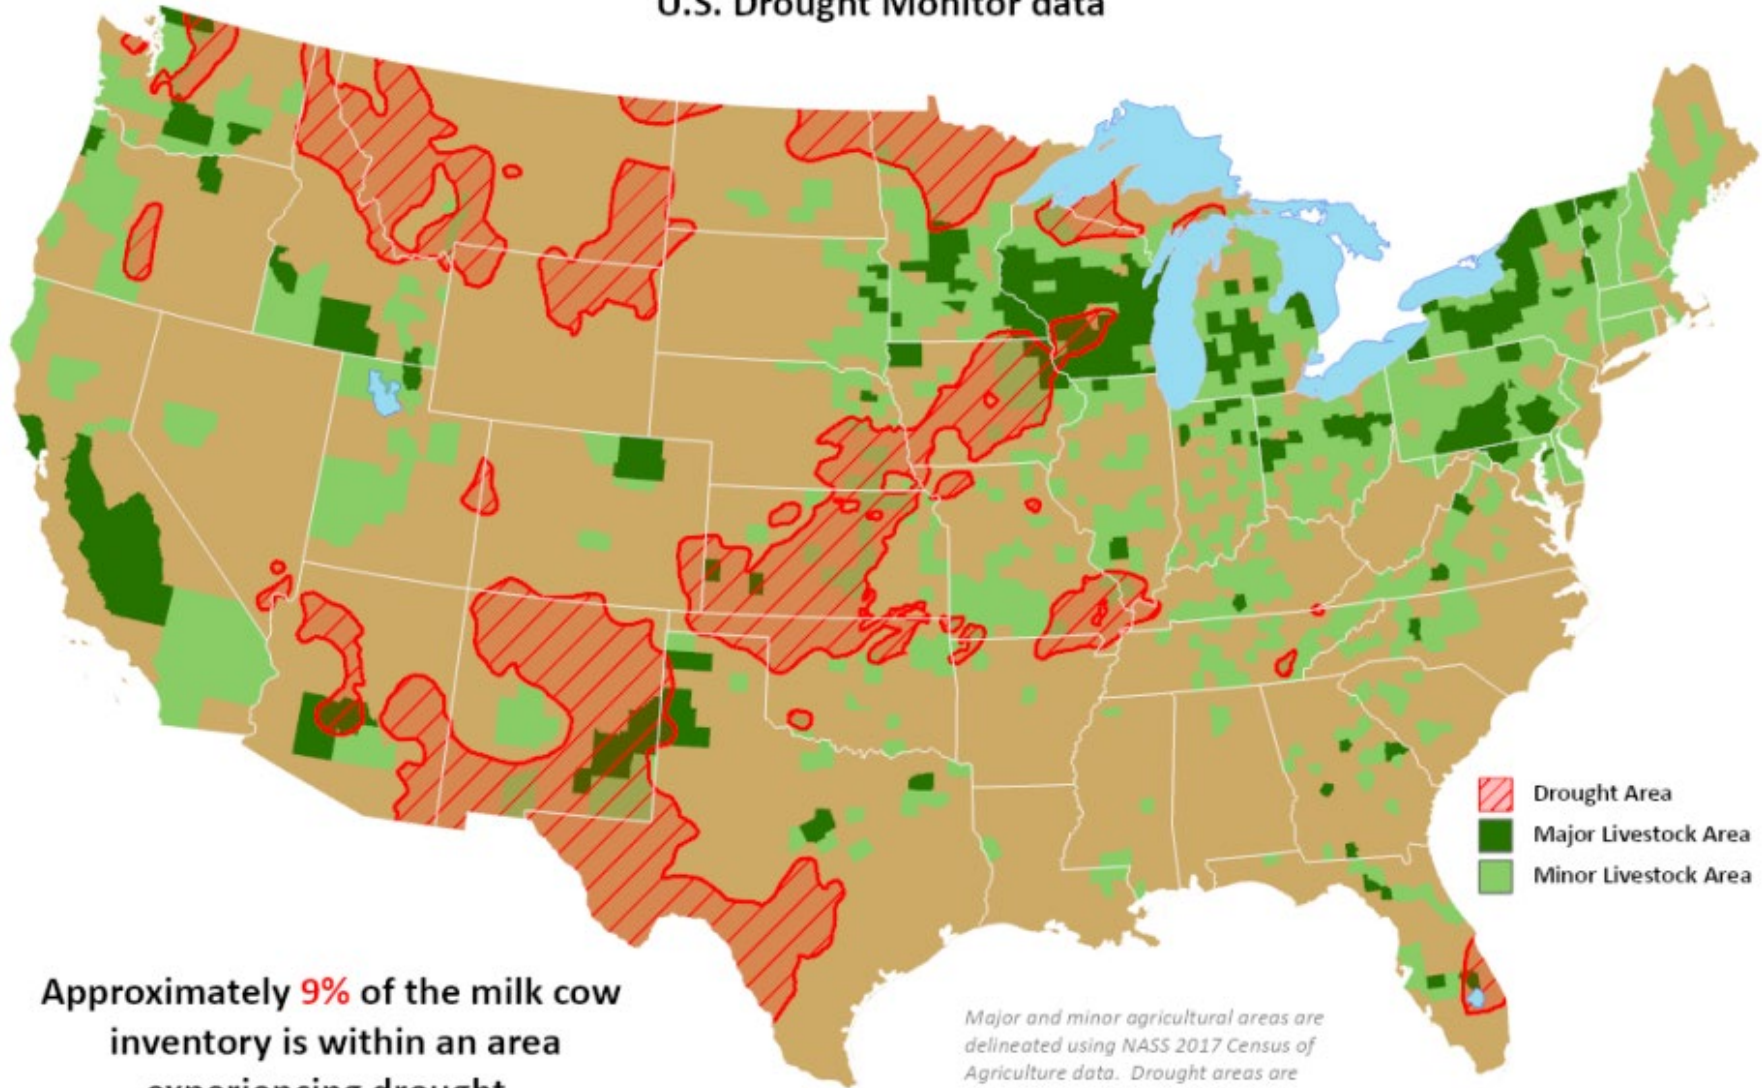 U.S. Drought Monitor data
Drought Area
Major Livestock Area
Minor Livestock Area
Approximately 9% of the milk cow
inventory is within an area
experiencing drought
Major and minor agricultural areas are
delineated using NASS 2017 Census of
Agriculture data. Drought areas are